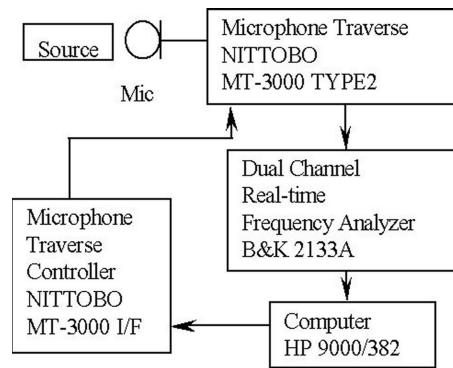 Source
Mic
Microphone Traverse
NITTOBO
MT-3000 TYPE2
Dual Channel
Real-time
Frequency Analyzer
B&K 2133A
Microphone
Traverse
Controller
NITTOBO
MT-3000 I/F
Computer
HP 9000/382